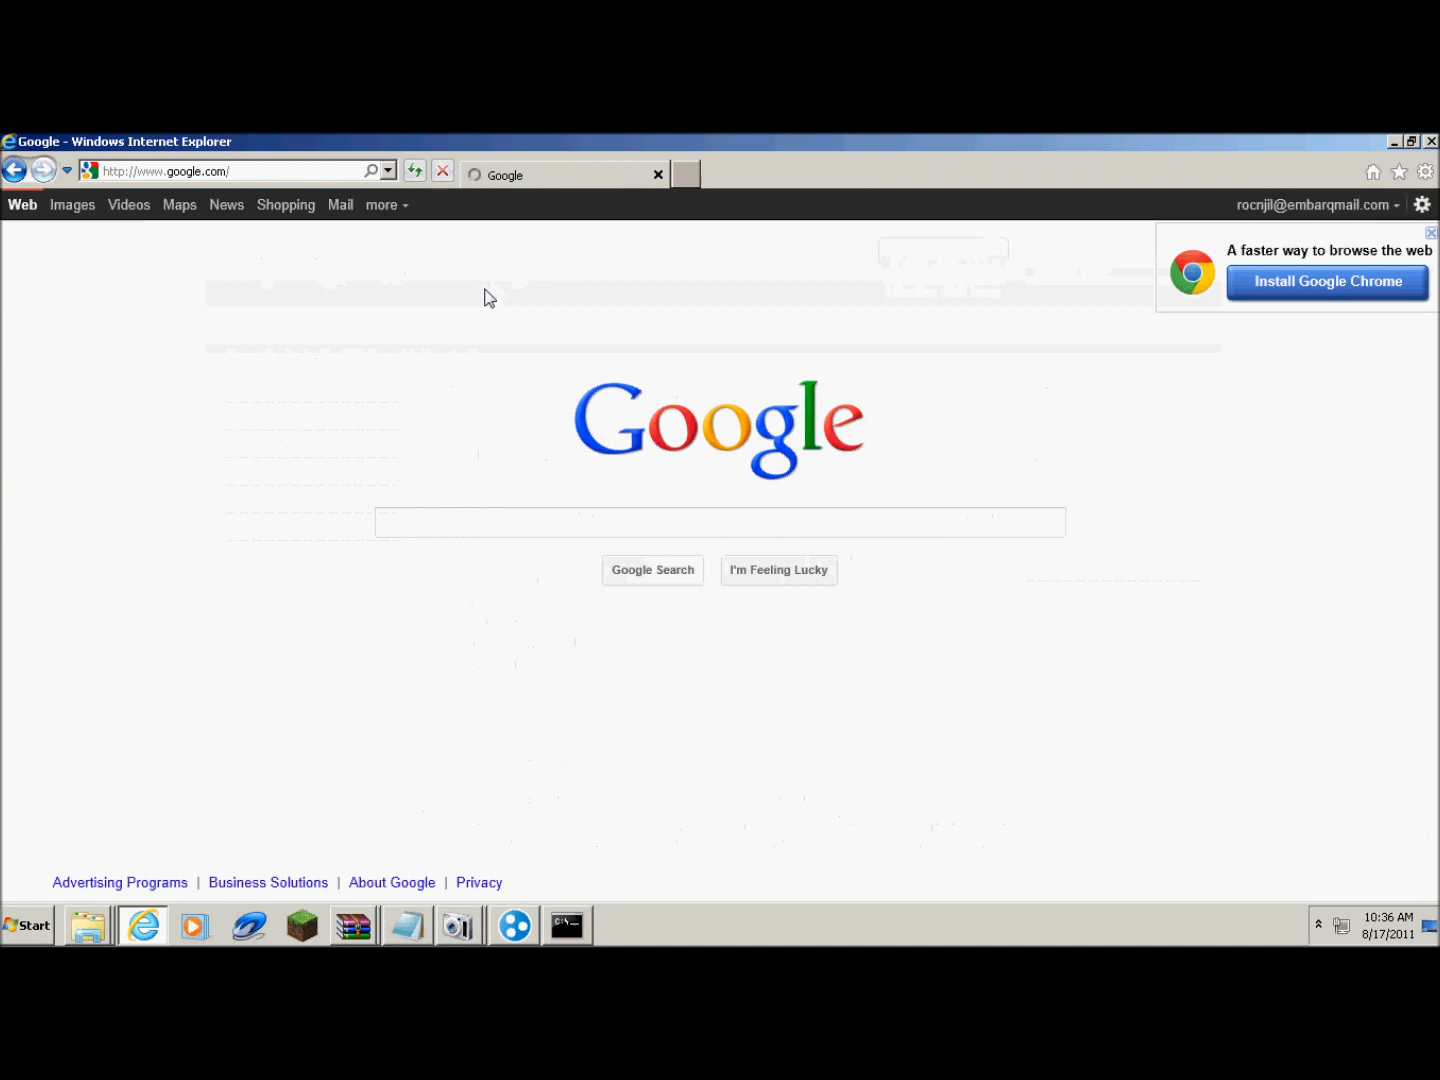 Google - Windows Internet Explorer
http://www.google.com/
Google
Web Images Videos Maps News Shopping Mail more
rocnjil@embarqmail.com
A faster way to browse the web
Install Google Chrome
Google
Google Search
I'm Feeling Lucky
Advertising Programs | Business Solutions | About Google | Privacy
Start
C:\_
10:36 AM
8/17/2011